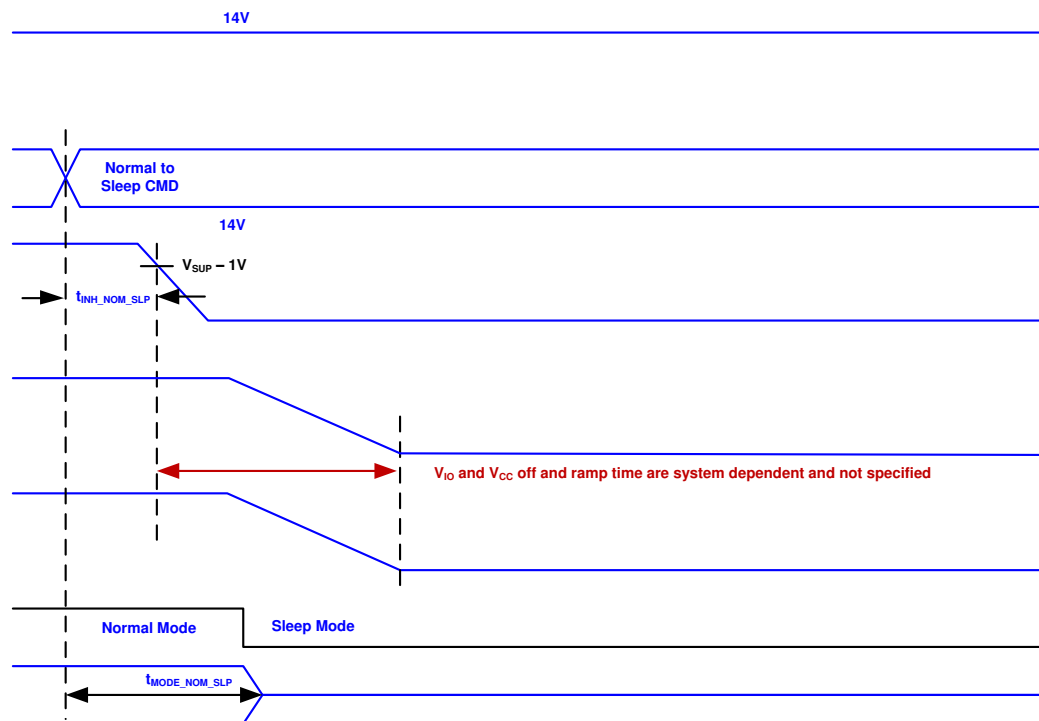 14V
Normal to
Sleep CMD
14V
VSUP – 1V
tINH_NOM_SLP
VIO and VCC off and ramp time are system dependent and not specified
Normal Mode
Sleep Mode
tMODE_NOM_SLP